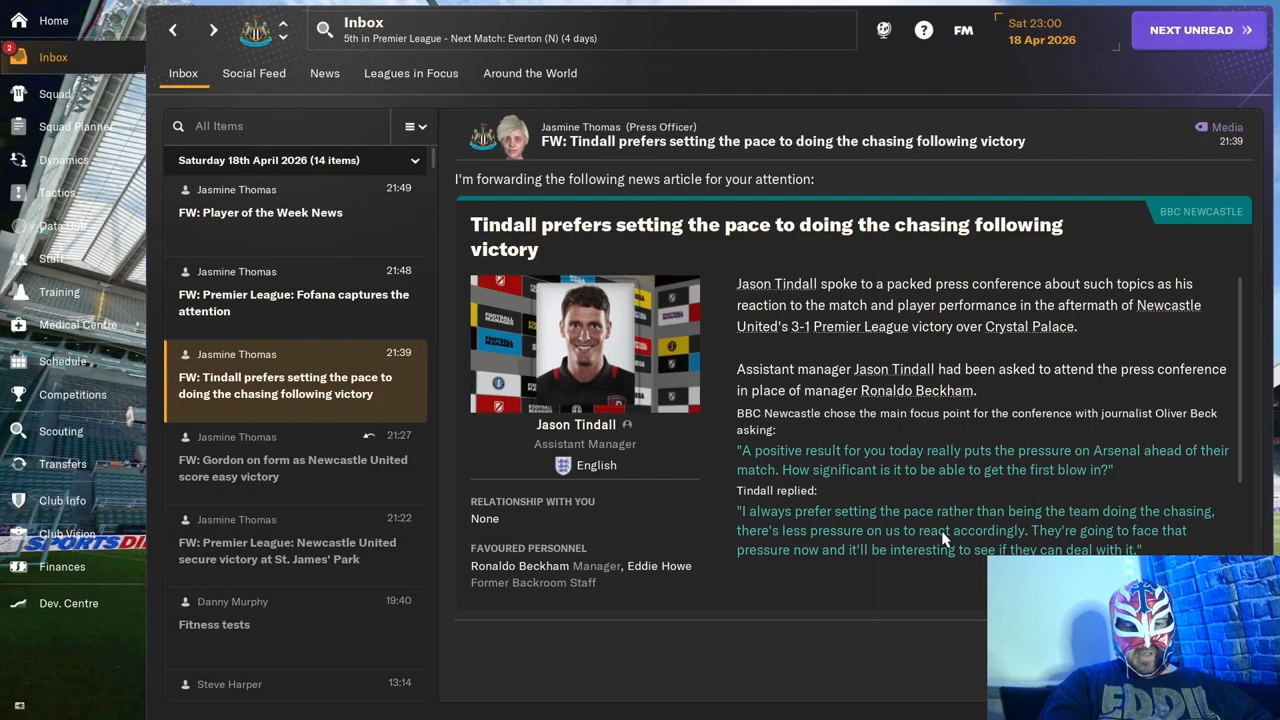 Home
2
Inbox
Squad
Squad Planner
Dynamics
Tactics
Data Hub
Staff
Training
Medical Centre
Schedule
Competitions
Scouting
Transfers
Club Info
Club Vision
SPORTS DI
Finances
Dev. Centre
Inbox
5th in Premier League - Next Match: Everton (N) (4 days)
FM
Sat 23:00
18 Apr 2026
NEXT UNREAD
Inbox
Social Feed
News
Leagues in Focus
Around the World
All Items
Saturday 18th April 2026 (14 items)
Jasmine Thomas 21:49
FW: Player of the Week News
Jasmine Thomas 21:48
FW: Premier League: Fofana captures the
attention
Jasmine Thomas 21:39
FW: Tindall prefers setting the pace to
doing the chasing following victory
Jasmine Thomas 21:27
FW: Gordon on form as Newcastle United
score easy victory
Jasmine Thomas 21:22
FW: Premier League: Newcastle United
secure victory at St. James' Park
Danny Murphy 19:40
Fitness tests
Steve Harper 13:14
Jasmine Thomas (Press Officer)
FW: Tindall prefers setting the pace to doing the chasing following victory
Media
21:39
I'm forwarding the following news article for your attention:
BBC NEWCASTLE
Tindall prefers setting the pace to doing the chasing following
victory
Jason Tindall
Assistant Manager
English
RELATIONSHIP WITH YOU
None
FAVOURED PERSONNEL
Ronaldo Beckham Manager, Eddie Howe
Former Backroom Staff
Jason Tindall spoke to a packed press conference about such topics as his
reaction to the match and player performance in the aftermath of Newcastle
United's 3-1 Premier League victory over Crystal Palace.
Assistant manager Jason Tindall had been asked to attend the press conference
in place of manager Ronaldo Beckham.
BBC Newcastle chose the main focus point for the conference with journalist Oliver Beck
asking:
"A positive result for you today really puts the pressure on Arsenal ahead of their
match. How significant is it to be able to get the first blow in?"
Tindall replied:
"I always prefer setting the pace rather than being the team doing the chasing,
there's less pressure on us to react accordingly. They're going to face that
pressure now and it'll be interesting to see if they can deal with it."
EDDIE